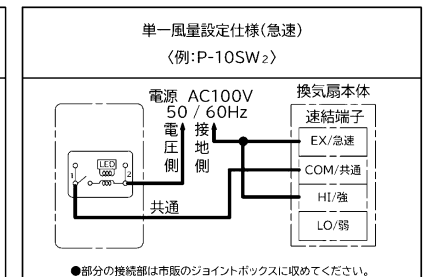 単一風量設定仕様(急速)
〈例:P-10SW₂〉
電源 AC100V
50 / 60Hz
電圧側
接地側
換気扇本体
速結端子
EX/急速
COM/共通
HI/強
LO/弱
LED
1
2
共通
●部分の接続部は市販のジョイントボックスに収めてください。